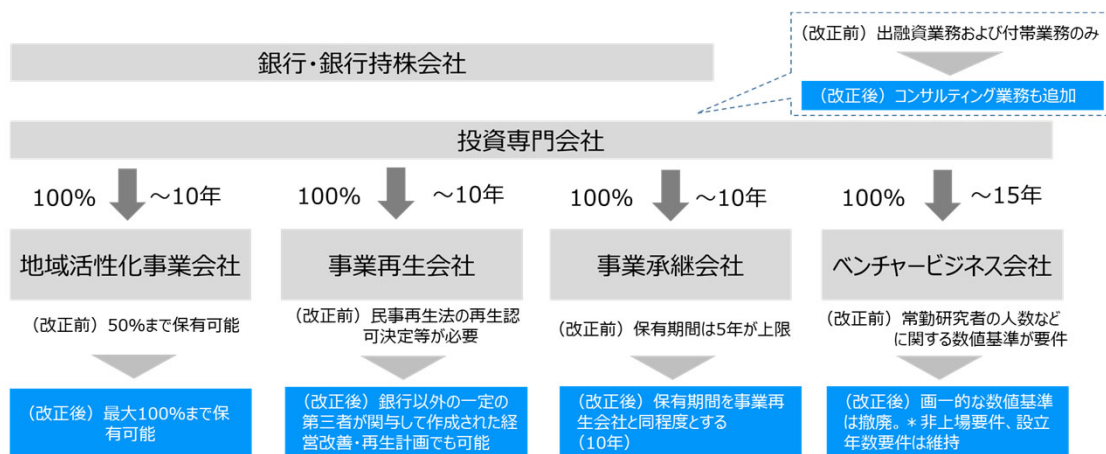 （改正前）出融資業務および付帯業務のみ
銀行・銀行持株会社
（改正後）コンサルティング業務も追加
投資専門会社
100%
～10年
100%
～10年
100%
～10年
100%
～15年
地域活性化事業会社
事業再生会社
事業承継会社
ベンチャービジネス会社
（改正前）50%まで保有可能
（改正前）民事再生法の再生認
可決定等が必要
（改正前）保有期間は5年が上限
（改正前）常勤研究者の人数など
に関する数値基準が要件
（改正後）最大100%まで保
有可能
（改正後）銀行以外の一定の
第三者が関与して作成された経
営改善・再生計画でも可能
（改正後）保有期間を事業再
生会社と同程度とする
（10年）
（改正後）画一的な数値基準
は撤廃。＊非上場要件、設立
年数要件は維持